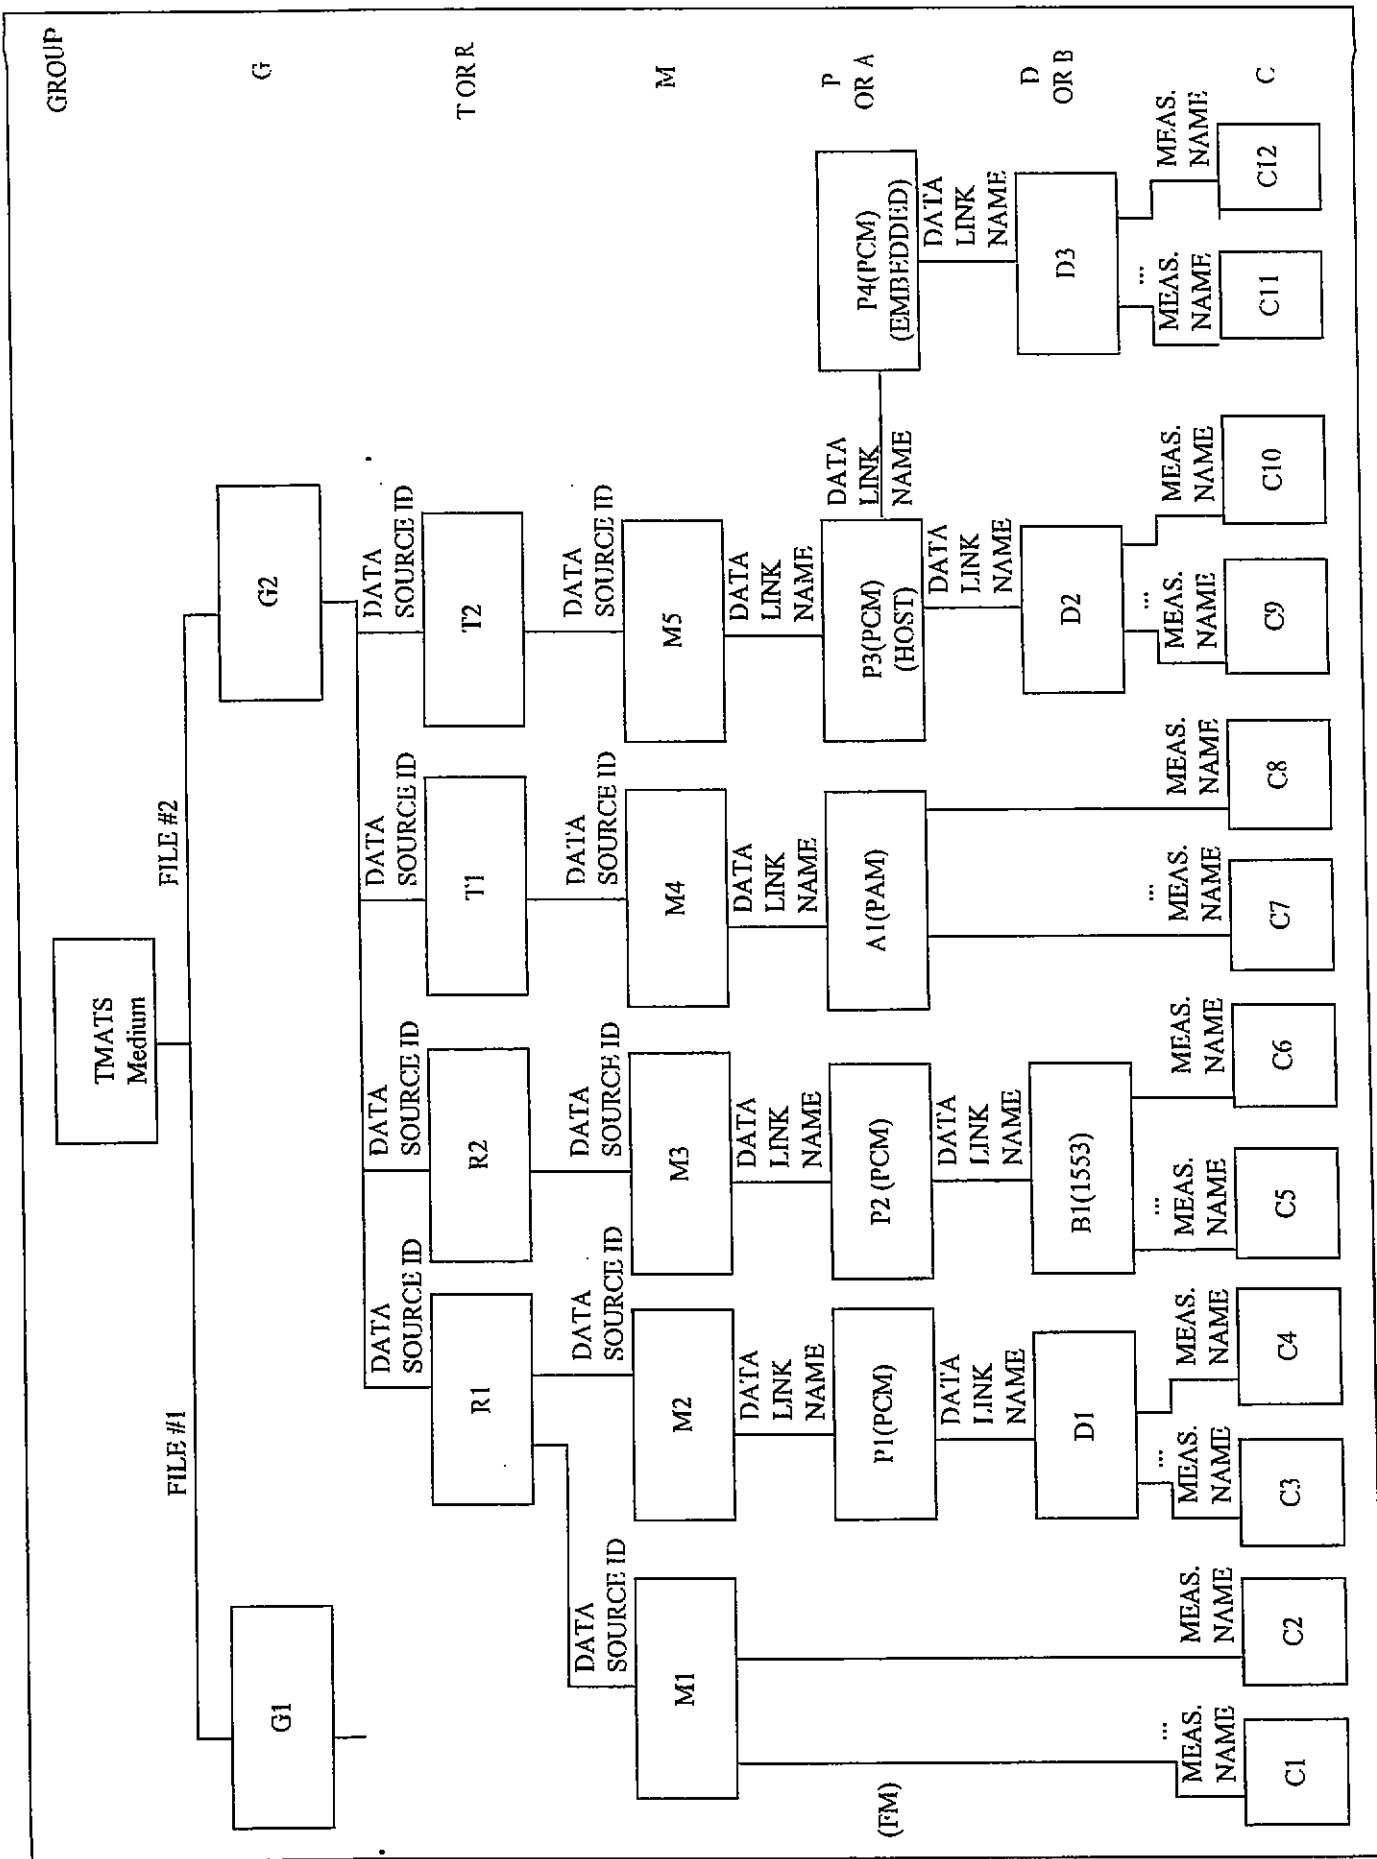 GROUP
TMATS
Medium
FILE #1
FILE #2
G1
G2
G
DATA
SOURCE ID
DATA
SOURCE ID
DATA
SOURCE ID
DATA
SOURCE ID
R1
R2
T1
T2
T OR R
DATA
SOURCE ID
DATA
SOURCE ID
DATA
SOURCE ID
DATA
SOURCE ID
DATA
SOURCE ID
M1
M2
M3
M4
M5
M
DATA
LINK
NAME
DATA
LINK
NAME
DATA
LINK
NAME
DATA
LINK
NAME
(FM)
P1(PCM)
P2 (PCM)
A1(PAM)
P3(PCM)
(HOST)
DATA
LINK
NAME
P4(PCM)
(EMBEDDED)
P
OR A
DATA
LINK
NAME
DATA
LINK
NAME
DATA
LINK
NAME
DATA
LINK
NAME
D1
B1(1553)
D2
D3
D
OR B
...
MEAS.
NAME
MEAS.
NAME
...
MEAS.
NAME
MEAS.
NAME
...
MEAS.
NAME
MEAS.
NAME
...
MEAS.
NAME
MEAS.
NAME
...
MEAS.
NAME
MEAS.
NAME
...
MEAS.
NAME
MEAS.
NAME
C1
C2
C3
C4
C5
C6
C7
C8
C9
C10
C11
C12
C